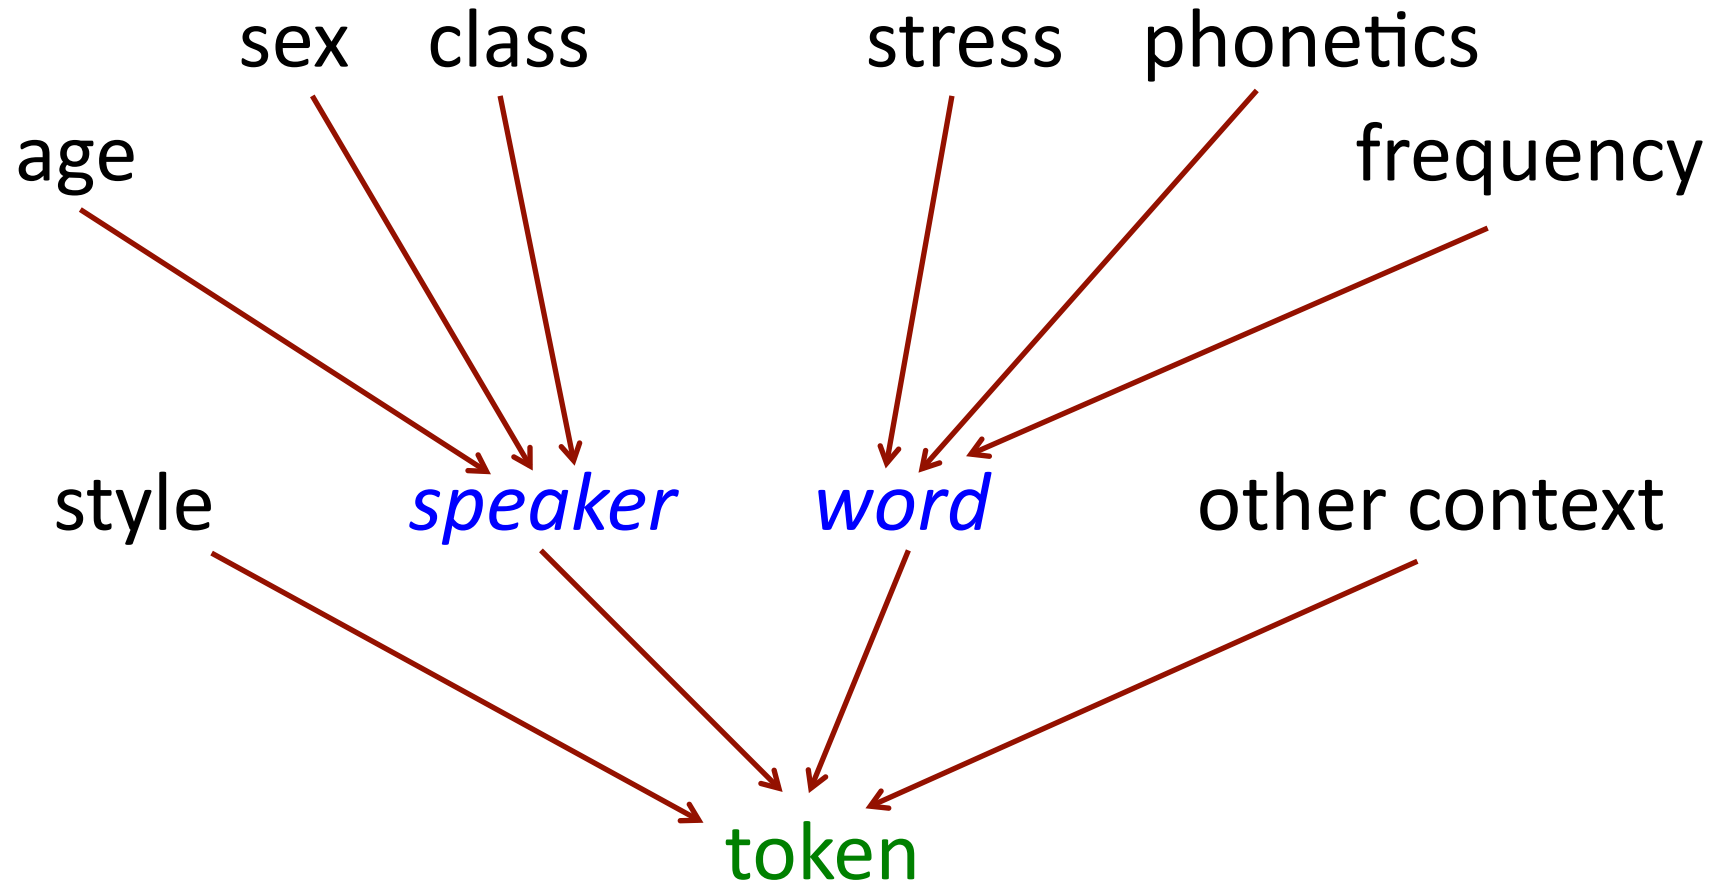 sex class stress phonetics
age frequency
style speaker word other context
token